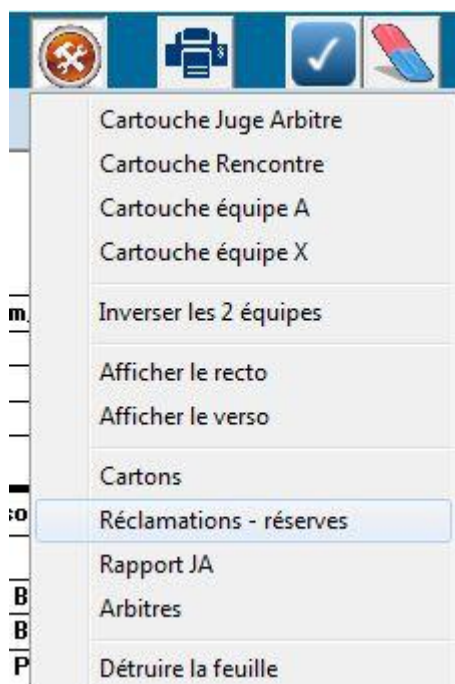 Cartouche Juge Arbitre
Cartouche Rencontre
Cartouche équipe A
Cartouche équipe X
m,
Inverser les 2 équipes
Afficher le recto
Afficher le verso
Cartons
so
Réclamations - réserves
Rapport JA
B
Arbitres
B
P
Détruire la feuille